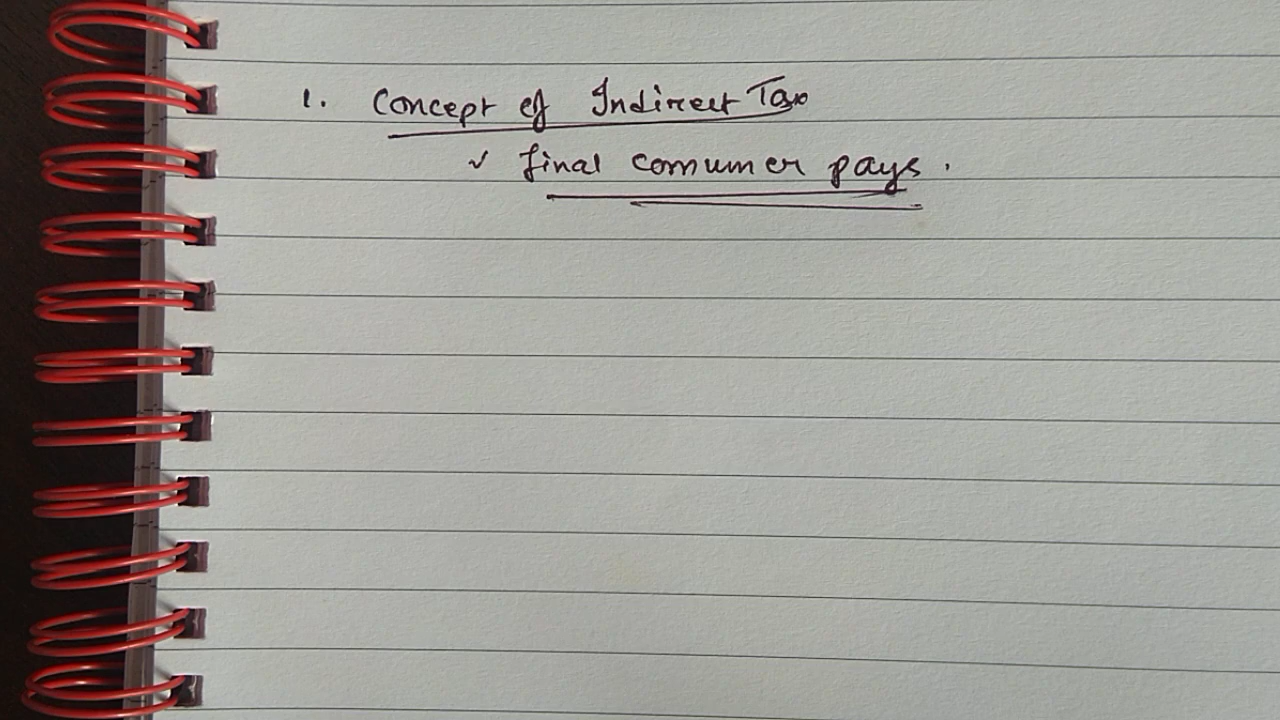 1. Concept of Indirect Tax
✓ final consumer pays.